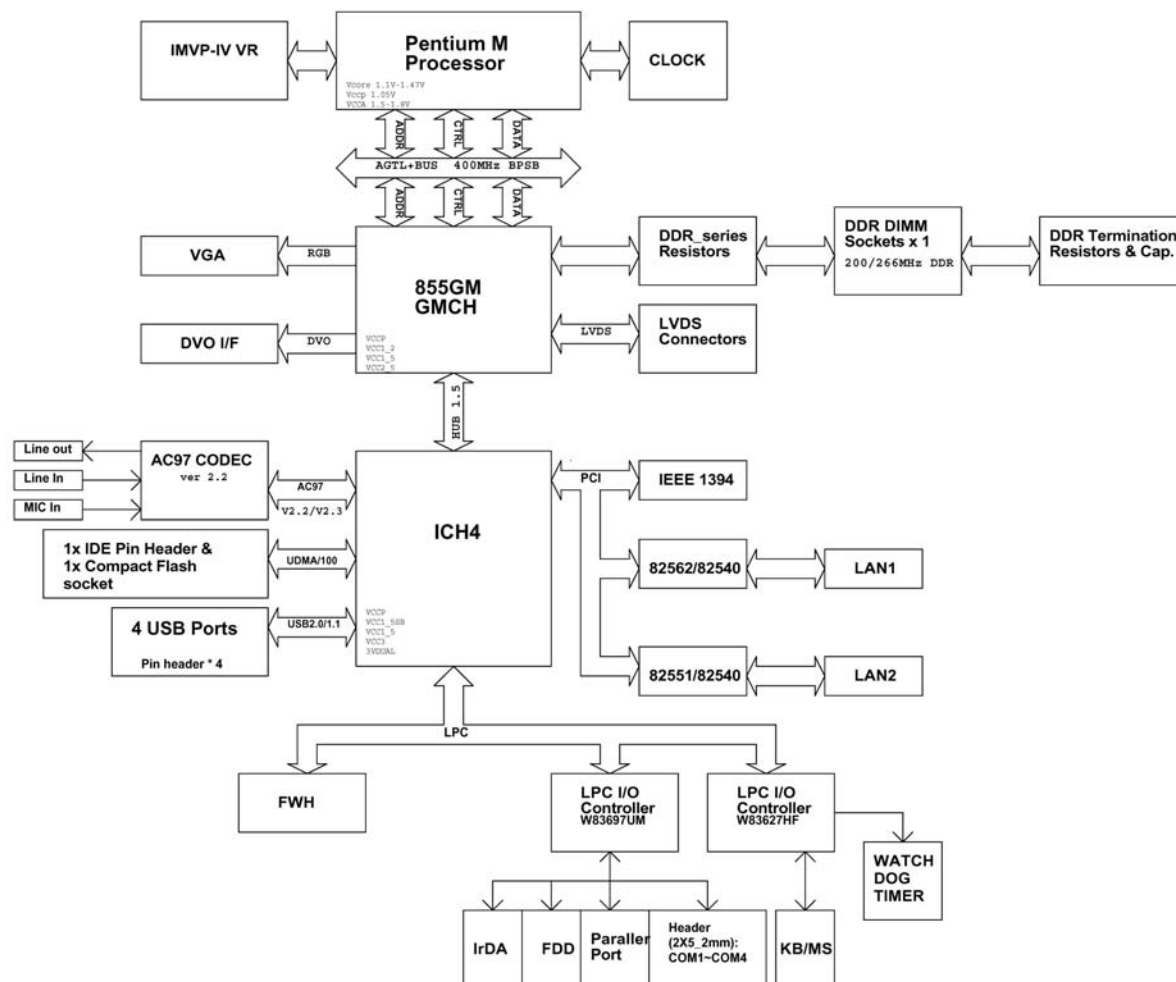 IMVP-IV VR
Pentium M
Processor
Vcore 1.1V-1.47V
Vccp 1.05V
VCCA 1.5-1.8V
CLOCK
ADDR
CTRL
DATA
AGTL+BUS 400MHz BPSB
ADDR
CTRL
DATA
VGA
RGB
855GM
GMCH
VCCP
VCC1_2
VCC1_5
VCC2_5
DDR_series
Resistors
DDR DIMM
Sockets x 1
200/266MHz DDR
DDR Termination
Resistors & Cap.
DVO I/F
DVO
LVDS
LVDS
Connectors
HUB 1.5
Line out
Line In
MIC In
AC97 CODEC
ver 2.2
AC97
V2.2/V2.3
ICH4
VCCP
VCC1_5SB
VCC1_5
VCC3
3VDUAL
PCI
IEEE 1394
1x IDE Pin Header &
1x Compact Flash
socket
UDMA/100
82562/82540
LAN1
4 USB Ports
Pin header * 4
USB2.0/1.1
82551/82540
LAN2
LPC
FWH
LPC I/O
Controller
W83697UM
LPC I/O
Controller
W83627HF
WATCH
DOG
TIMER
IrDA
FDD
Paraller
Port
Header
(2X5_2mm):
COM1~COM4
KB/MS